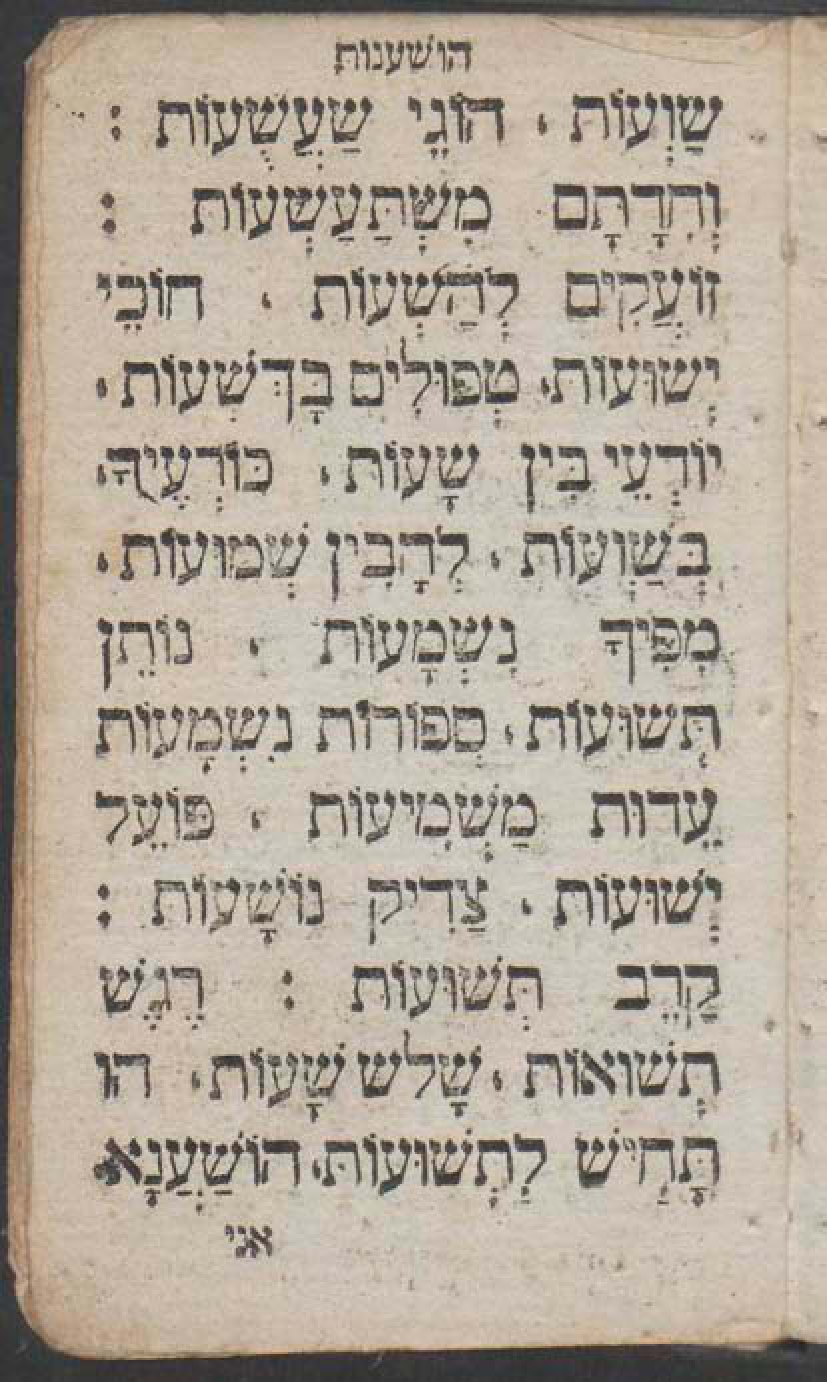 הושענות
שַׁוְעוֹת · הוֹגֵי שַׁעֲשֻׁעוֹת :
וְחִדָתָם מִשְׁתַּעַשְׁעוֹת :
זוֹעֲקִים לְהַשְׁעוֹת · חוֹכֵי
יְשׁוּעוֹת · טְפוּלִים בָּךְ שְׁעוֹת ·
יוֹדְעֵי בִּין שָׁעוֹת · כּוֹרְעֶיךָ ·
בְּשַׁוְעוֹת · לְהָבִין שְׁמוּעוֹת ·
מִפִּיךָ נִשְׁמָעוֹת · נוֹתֵן
תְּשׁוּעוֹת · סְפוּרוֹת נִשְׁמָעוֹת
עֵדוּת מַשְׁמִיעוֹת · פּוֹעֵל
יְשׁוּעוֹת · צַדִּיק נוֹשָׁעוֹת :
קִרֵב תְּשׁוּעוֹת : רֶגֶשׁ
תְּשׁוּאוֹת · שָׁלֹשׁ שָׁעוֹת · הו
תָּחִישׁ לִתְשׁוּעוֹת · הוֹשַׁעְנָא
אני